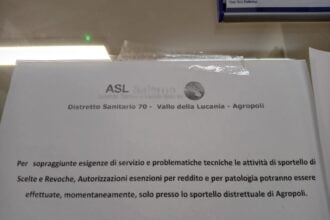 ASL Salerno
Distretto Sanitario 70 - Vallo della Lucania - Agropoli
Per sopraggiunte esigenze di servizio e problematiche tecniche le attività di sportello di
Scelte e Revoche, Autorizzazioni esenzioni per reddito e per patologia potranno essere
effettuate, momentaneamente, solo presso lo sportello distrettuale di Agropoli.